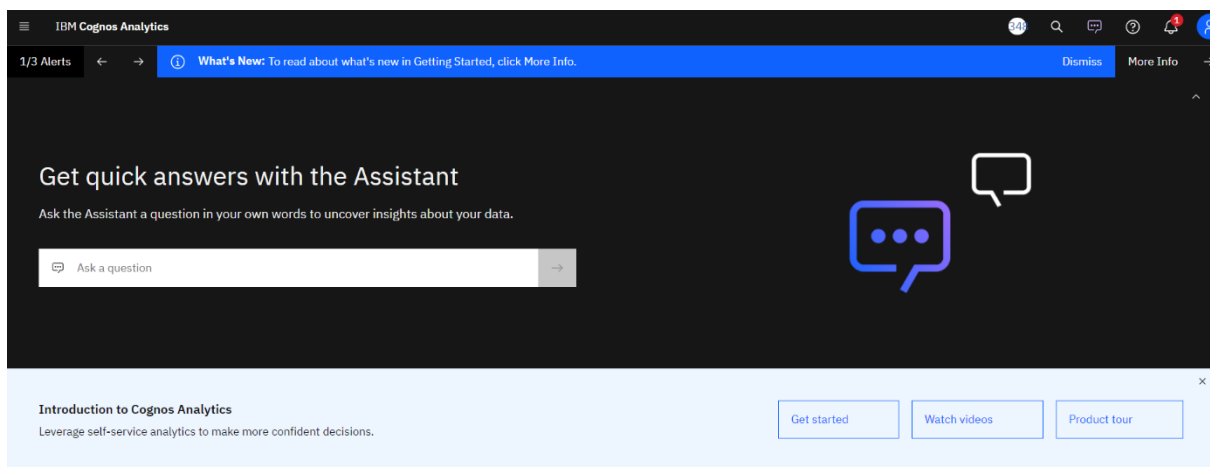 IBM Cognos Analytics
1/3 Alerts What's New: To read about what's new in Getting Started, click More Info. Dismiss More Info
1
Get quick answers with the Assistant
Ask the Assistant a question in your own words to uncover insights about your data.
Ask a question
Introduction to Cognos Analytics
Leverage self-service analytics to make more confident decisions.
Get started Watch videos Product tour